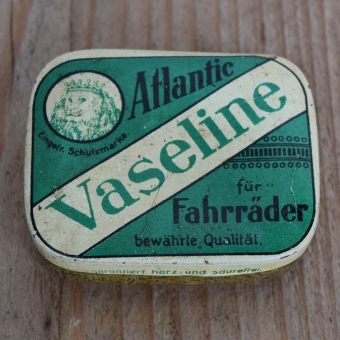 Atlantic
Eingetr. Schutzmarke.
Vaseline
für
Fahrräder
bewährte Qualität.
garantiert harz- und säurefrei.